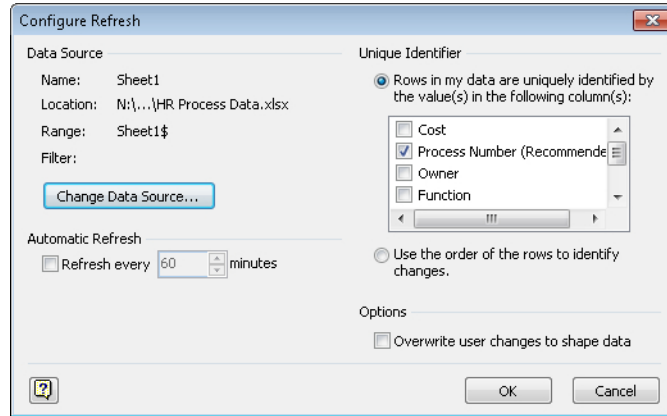 Configure Refresh
Data Source
Name: Sheet1
Location: N:\...\HR Process Data.xlsx
Range: Sheet1$
Filter:
Change Data Source...
Automatic Refresh
Refresh every 60 minutes
Unique Identifier
Rows in my data are uniquely identified by
the value(s) in the following column(s):
Cost
Process Number (Recommende
Owner
Function
Use the order of the rows to identify
changes.
Options
Overwrite user changes to shape data
?
OK
Cancel